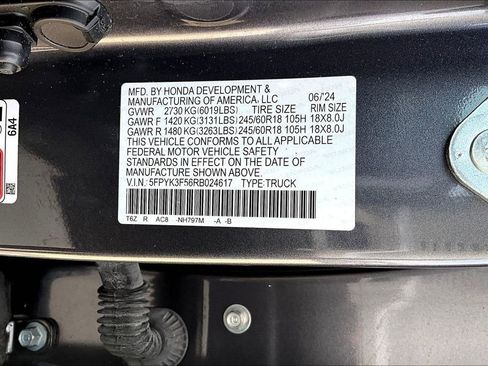 MFD. BY HONDA DEVELOPMENT &
MANUFACTURING OF AMERICA, LLC 06/'24
GVWR 2730 KG(6019LBS) TIRE SIZE RIM SIZE
GAWR F 1420 KG(3131LBS) 245/60R18 105H 18X8.0J
GAWR R 1480 KG(3263LBS) 245/60R18 105H 18X8.0J
THIS VEHICLE CONFORMS TO ALL APPLICABLE
FEDERAL MOTOR VEHICLE SAFETY
STANDARDS IN EFFECT ON THE DATE OF
MANUFACTURE SHOWN ABOVE.
V.I.N.: 5FPYK3F56RB024617 TYPE:TRUCK
T6Z R AC8 -NH797M -A -B
6A4